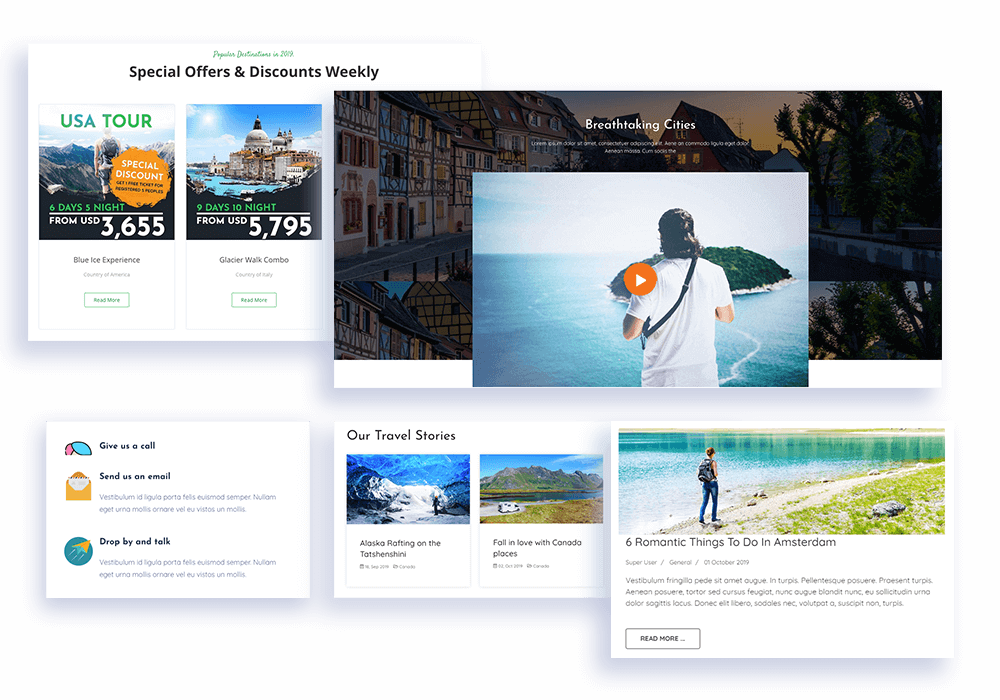 Popular Destinations in 2019.
Special Offers & Discounts Weekly
USA TOUR
SPECIAL
DISCOUNT
GET 1 FREE TICKET FOR
REGISTERED 5 PEOPLES
6 DAYS 5 NIGHT
FROM USD 3,655
Blue Ice Experience
Country of America
Read More
9 DAYS 10 NIGHT
FROM USD 5,795
Glacier Walk Combo
Country of Italy
Read More
Breathtaking Cities
Lorem ipsum dolor sit amet, consectetuer adipiscing elit. Aene an commodo ligula eget dolor.
Aenean massa. Cum sociis the
Give us a call
Send us an email
Vestibulum id ligula porta felis euismod semper. Nullam
eget urna mollis ornare vel eu vistas un mollis.
Drop by and talk
Vestibulum id ligula porta felis euismod semper. Nullam
eget urna mollis ornare vel eu vistas un mollis.
Our Travel Stories
Alaska Rafting on the
Tatshenshini
18, Sep 2019 Canada
Fall in love with Canada
places
02, Oct 2019 Canada
6 Romantic Things To Do In Amsterdam
Super User / General / 01 October 2019
Vestibulum fringilla pede sit amet augue. In turpis. Pellentesque posuere. Praesent turpis.
Aenean posuere, tortor sed cursus feugiat, nunc augue blandit nunc, eu sollicitudin urna
dolor sagittis lacus. Donec elit libero, sodales nec, volutpat a, suscipit non, turpis.
READ MORE ...